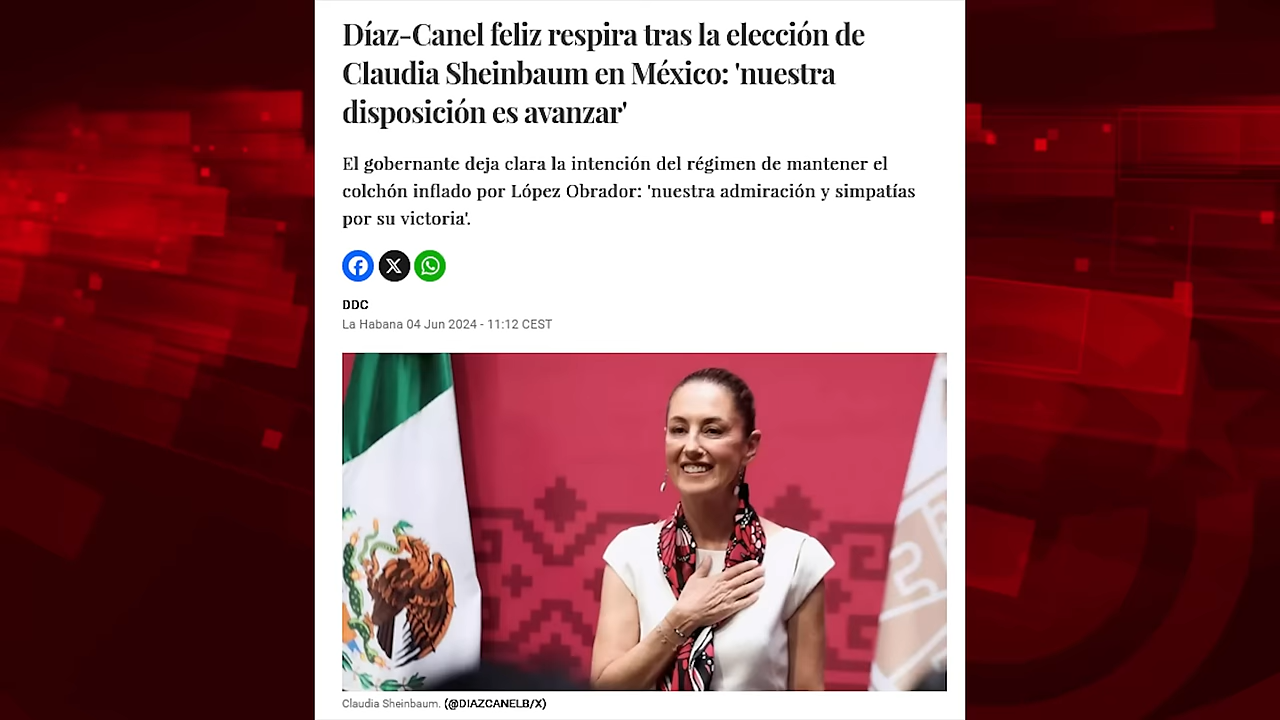 Díaz-Canel feliz respira tras la elección de
Claudia Sheinbaum en México: 'nuestra
disposición es avanzar'
El gobernante deja clara la intención del régimen de mantener el
colchón inflado por López Obrador: 'nuestra admiración y simpatías
por su victoria'.
DDC
La Habana 04 Jun 2024 - 11:12 CEST
Claudia Sheinbaum. (@DIAZCANELB/X)